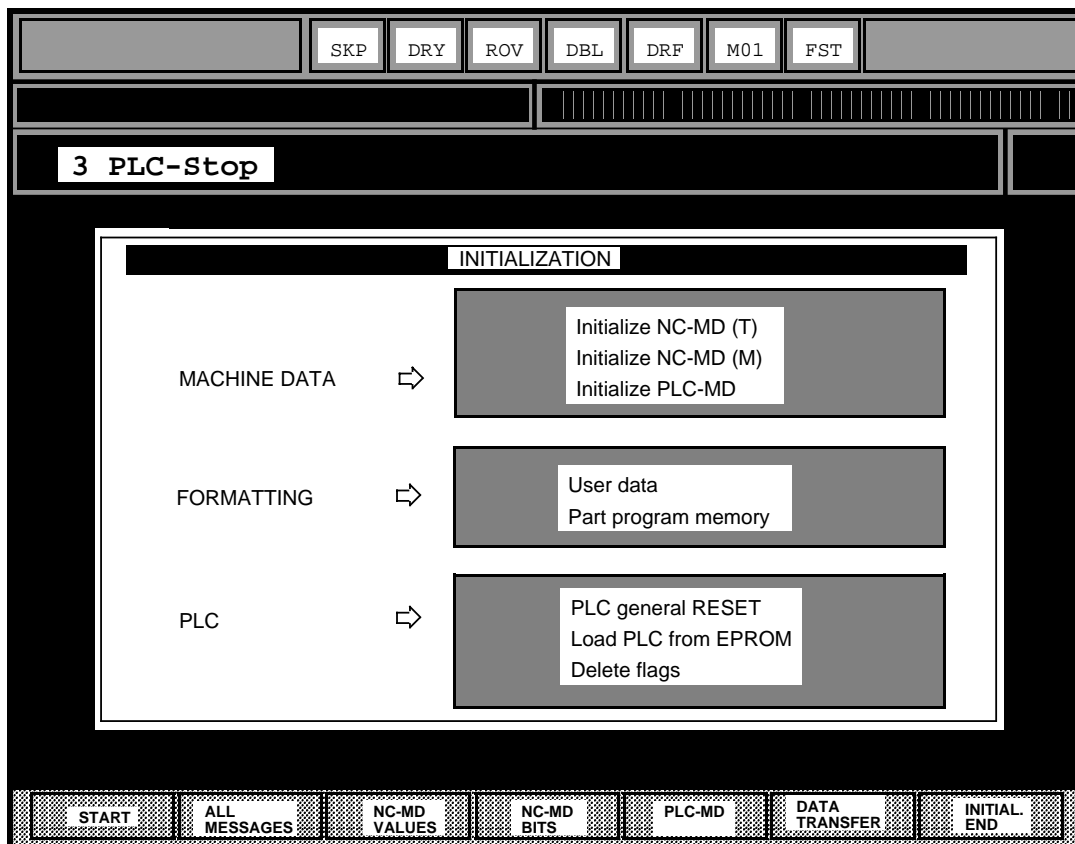 SKP DRY ROV DBL DRF M01 FST
3 PLC-Stop
INITIALIZATION
MACHINE DATA
Initialize NC-MD (T)
Initialize NC-MD (M)
Initialize PLC-MD
FORMATTING
User data
Part program memory
PLC
PLC general RESET
Load PLC from EPROM
Delete flags
START
ALL
MESSAGES
NC-MD
VALUES
NC-MD
BITS
PLC-MD
DATA
TRANSFER
INITIAL.
END